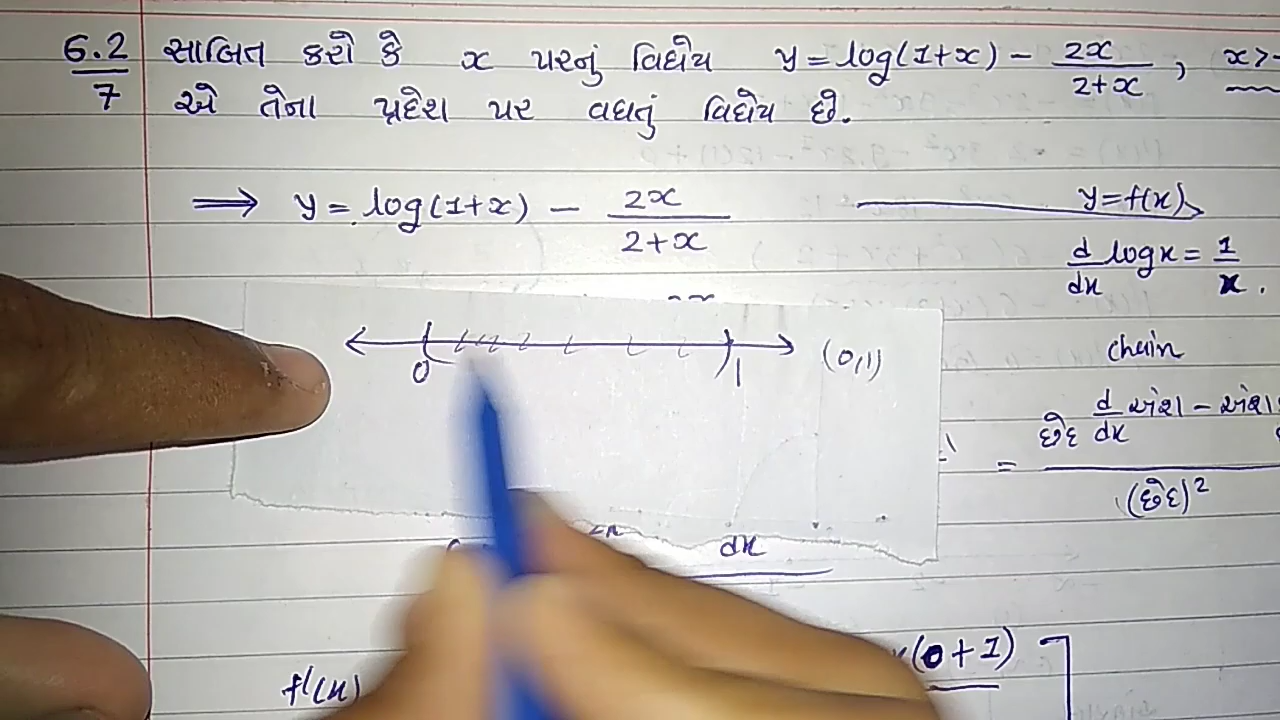 6.2/7 સાબિત કરો કે x પરનું વિધેય y = log(1+x) - 2x/(2+x), x>-
એ તેના પ્રદેશ પર વધતું વિધેય છે.
⟹ y = log(1+x) - 2x/(2+x) y = f(x)
d/dx log x = 1/x.
0 1 (0,1)
chain
= છેદ d/dx અંશ - અંશ
(છેદ)²
dx
(0+1)
f'(x)